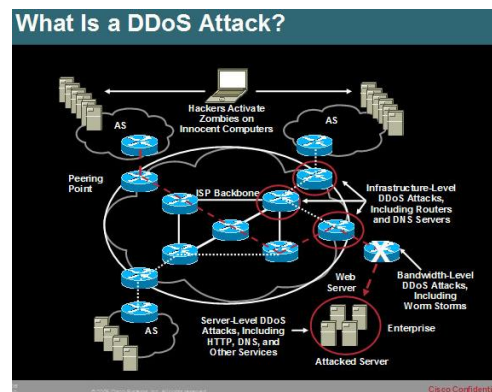 What Is a DDoS Attack?
Hackers Activate
Zombies on
Innocent Computers
AS
AS
Peering
Point
ISP Backbone
Infrastructure-Level
DDoS Attacks,
Including Routers
and DNS Servers
Bandwidth-Level
DDoS Attacks,
Including
Worm Storms
Web
Server
Server-Level DDoS
Attacks, Including
HTTP, DNS, and
Other Services
Enterprise
AS
Attacked Server
Cisco Confidenti